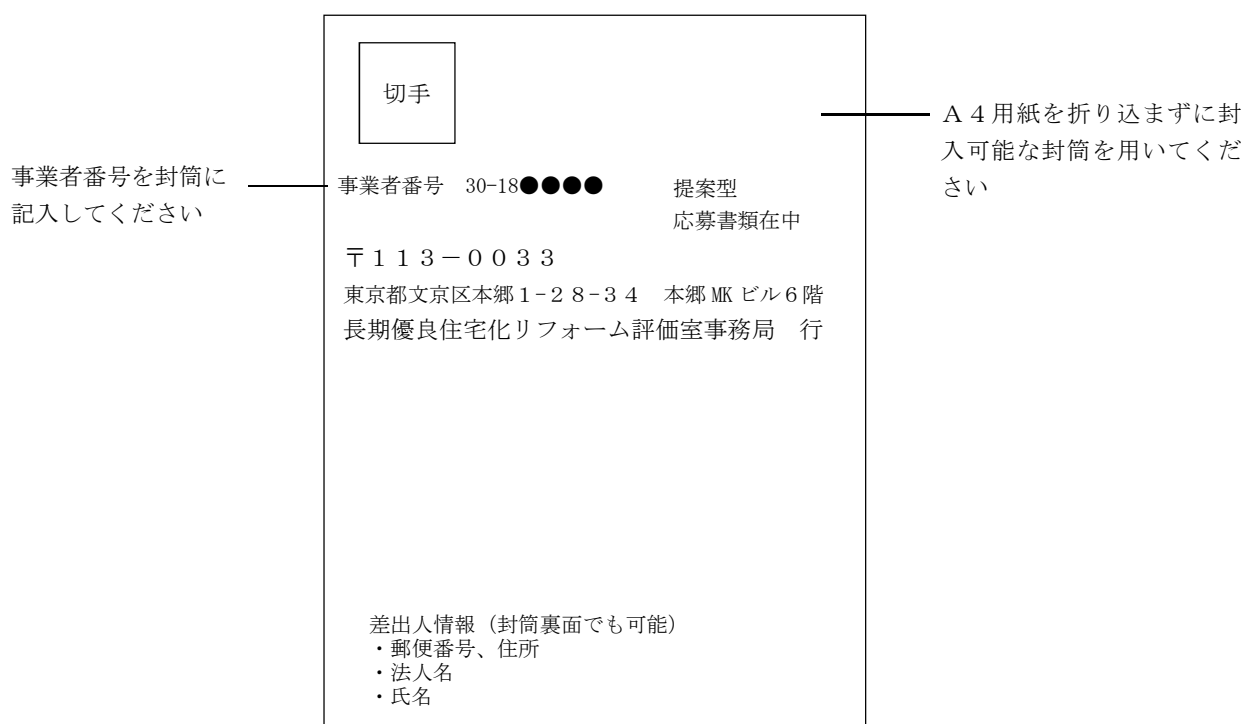 切手
A4用紙を折り込まずに封
入可能な封筒を用いてくだ
さい
事業者番号を封筒に
記入してください
事業者番号 30-18●●●● 提案型
応募書類在中
〒113-0033
東京都文京区本郷1-28-34 本郷MKビル6階
長期優良住宅化リフォーム評価室事務局 行
差出人情報(封筒裏面でも可能)
・郵便番号、住所
・法人名
・氏名